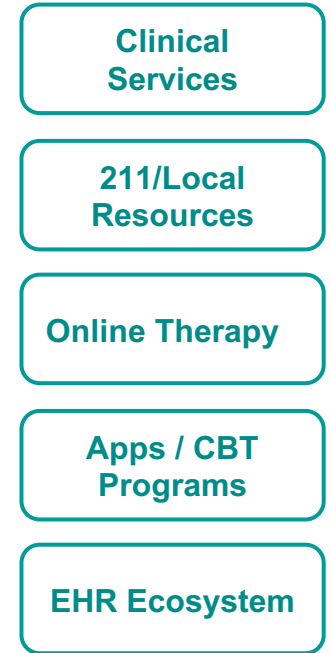 Clinical
Services
211/Local
Resources
Online Therapy
Apps / CBT
Programs
EHR Ecosystem